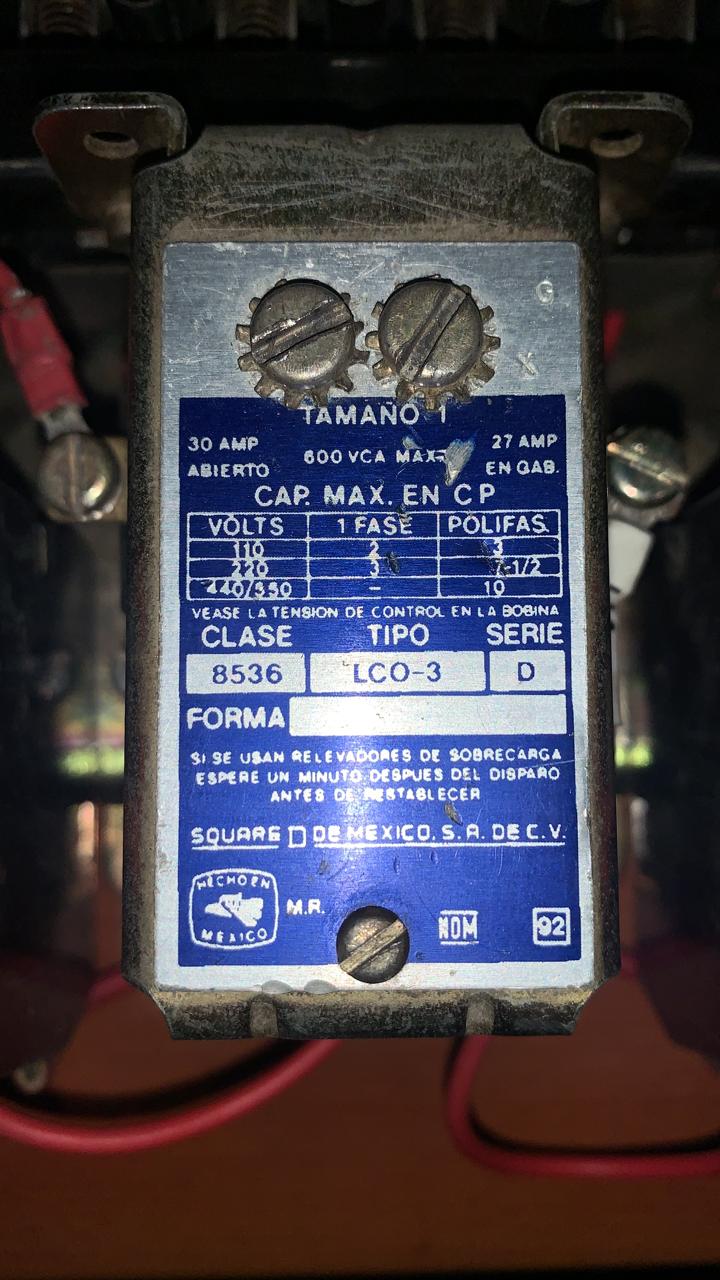 G
X
TAMAÑO 1
30 AMP 600 VCA MAX. 27 AMP
ABIERTO EN GAB.
CAP. MAX. EN C P
VOLTS 1 FASE POLIFAS.
110 2 3
220 3 7-1/2
440/550 – 10
VEASE LA TENSION DE CONTROL EN LA BOBINA
CLASE TIPO SERIE
8536 LCO-3 D
FORMA
SI SE USAN RELEVADORES DE SOBRECARGA
ESPERE UN MINUTO DESPUES DEL DISPARO
ANTES DE RESTABLECER
SQUARE D DE MEXICO, S.A. DE C.V.
HECHO EN
MEXICO
M.R.
NOM
92